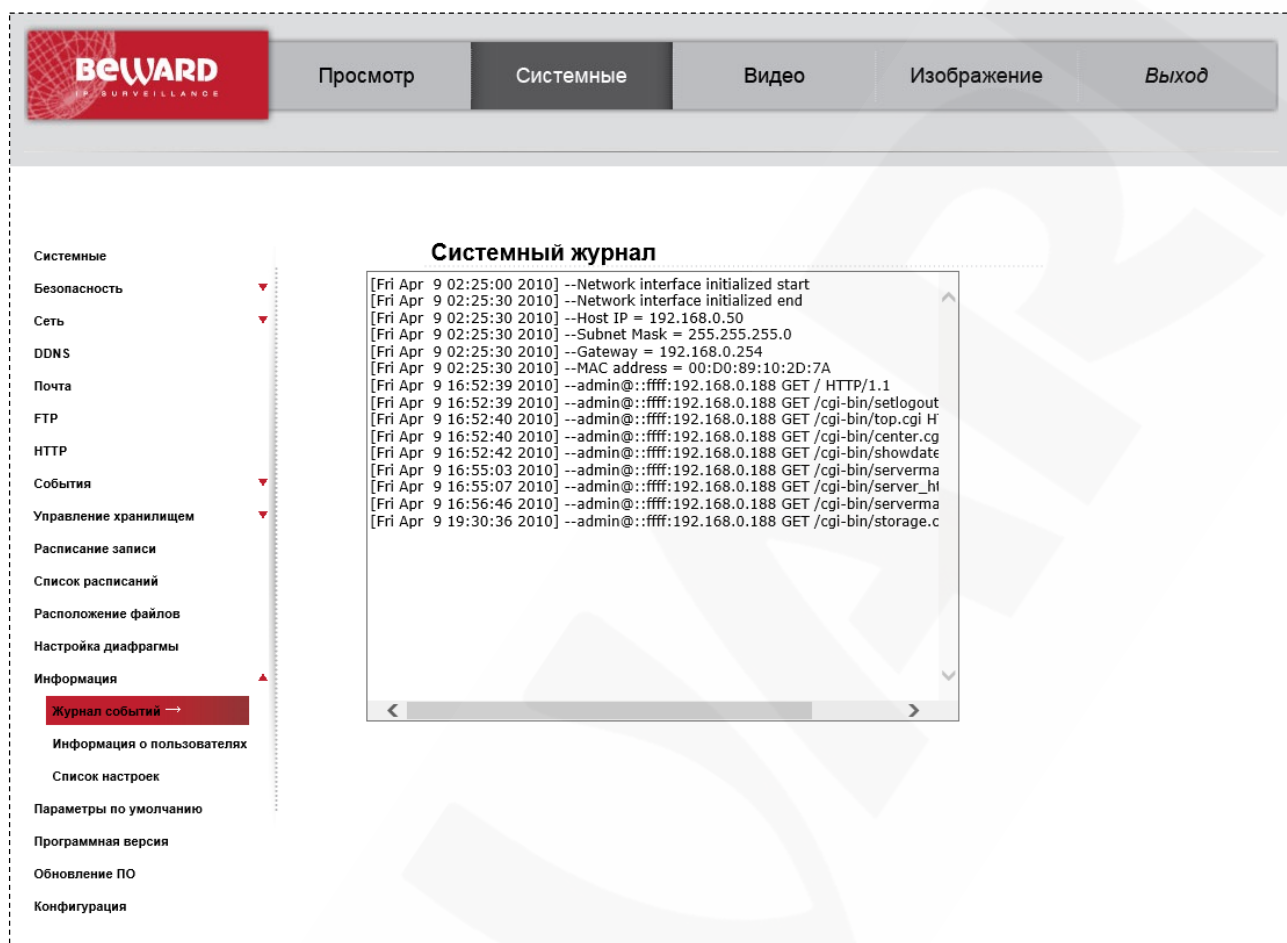 BEWARD
IP SURVEILLANCE
Просмотр
Системные
Видео
Изображение
Выход
Системные
Безопасность
Сеть
DDNS
Почта
FTP
HTTP
События
Управление хранилищем
Расписание записи
Список расписаний
Расположение файлов
Настройка диафрагмы
Информация
Журнал событий →
Информация о пользователях
Список настроек
Параметры по умолчанию
Программная версия
Обновление ПО
Конфигурация
Системный журнал
[Fri Apr 9 02:25:00 2010] --Network interface initialized start
[Fri Apr 9 02:25:30 2010] --Network interface initialized end
[Fri Apr 9 02:25:30 2010] --Host IP = 192.168.0.50
[Fri Apr 9 02:25:30 2010] --Subnet Mask = 255.255.255.0
[Fri Apr 9 02:25:30 2010] --Gateway = 192.168.0.254
[Fri Apr 9 02:25:30 2010] --MAC address = 00:D0:89:10:2D:7A
[Fri Apr 9 16:52:39 2010] --admin@::ffff:192.168.0.188 GET / HTTP/1.1
[Fri Apr 9 16:52:39 2010] --admin@::ffff:192.168.0.188 GET /cgi-bin/setlogout
[Fri Apr 9 16:52:40 2010] --admin@::ffff:192.168.0.188 GET /cgi-bin/top.cgi H
[Fri Apr 9 16:52:40 2010] --admin@::ffff:192.168.0.188 GET /cgi-bin/center.cg
[Fri Apr 9 16:52:42 2010] --admin@::ffff:192.168.0.188 GET /cgi-bin/showdate
[Fri Apr 9 16:55:03 2010] --admin@::ffff:192.168.0.188 GET /cgi-bin/serverma
[Fri Apr 9 16:55:07 2010] --admin@::ffff:192.168.0.188 GET /cgi-bin/server_ht
[Fri Apr 9 16:56:46 2010] --admin@::ffff:192.168.0.188 GET /cgi-bin/serverma
[Fri Apr 9 19:30:36 2010] --admin@::ffff:192.168.0.188 GET /cgi-bin/storage.c